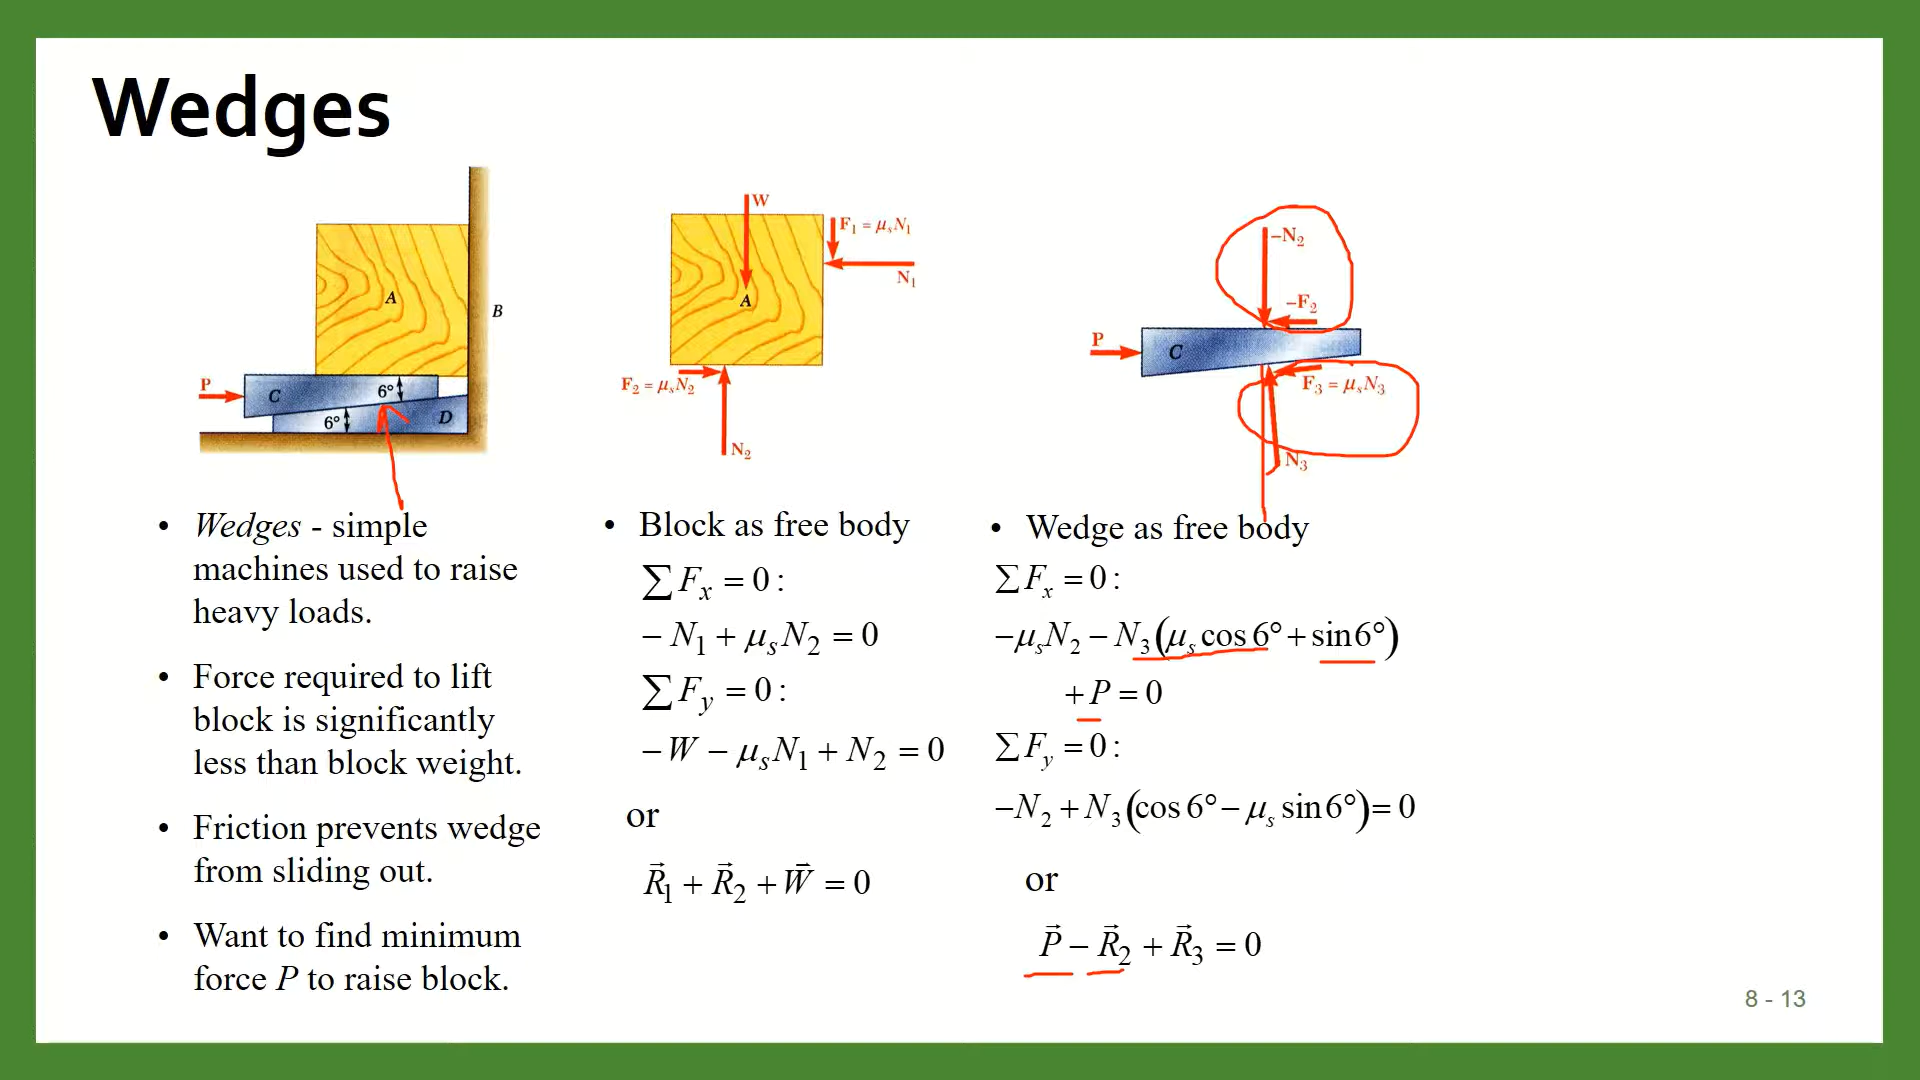 Wedges
A
B
P
C
6°
6°
D
W
F₁ = μₛN₁
N₁
A
F₂ = μₛN₂
N₂
–N₂
–F₂
P
C
F₃ = μₛN₃
N₃
• Wedges - simple
machines used to raise
heavy loads.
• Force required to lift
block is significantly
less than block weight.
• Friction prevents wedge
from sliding out.
• Want to find minimum
force P to raise block.
• Block as free body
∑Fₓ = 0 :
– N₁ + μₛN₂ = 0
∑F_y = 0 :
– W – μₛN₁ + N₂ = 0
or
R⃗₁ + R⃗₂ + W⃗ = 0
• Wedge as free body
∑Fₓ = 0 :
–μₛN₂ – N₃(μₛ cos 6° + sin 6°)
+ P = 0
∑F_y = 0 :
–N₂ + N₃(cos 6° – μₛ sin 6°) = 0
or
P⃗ – R⃗₂ + R⃗₃ = 0
8 - 13